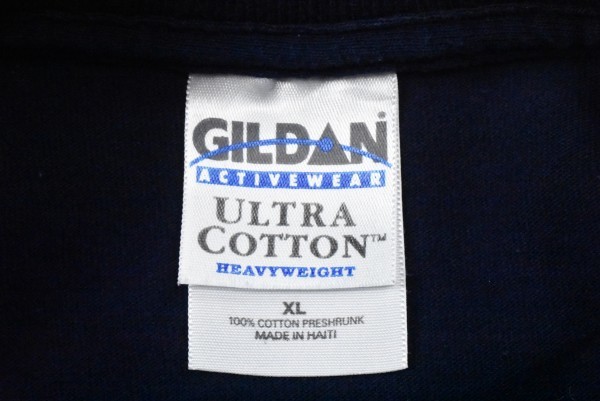 GILDAN®
ACTIVEWEAR
ULTRA
COTTON™
HEAVYWEIGHT
XL
100% COTTON PRESHRUNK
MADE IN HAITI